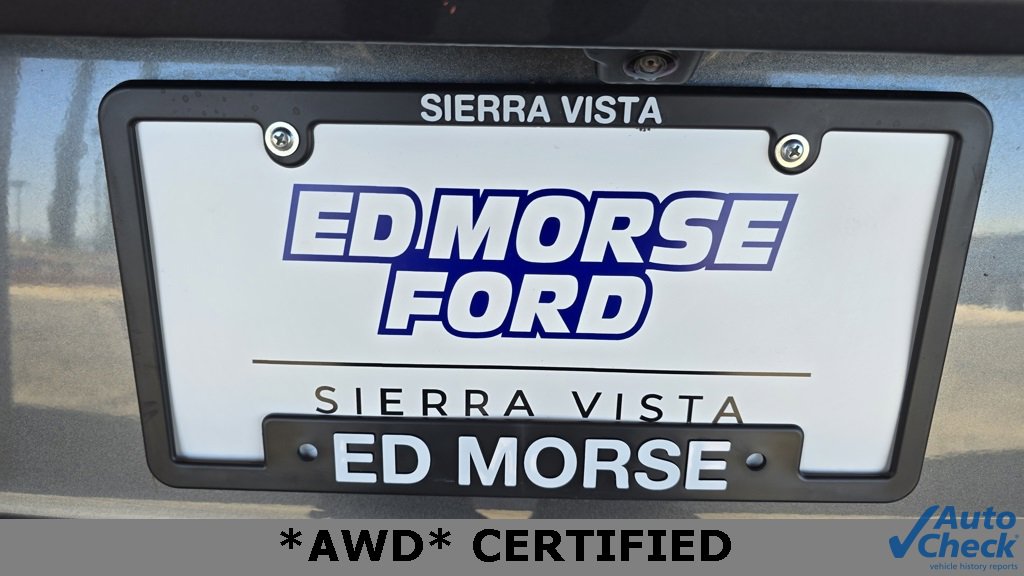 SIERRA VISTA
ED MORSE
FORD
SIERRA VISTA
ED MORSE
*AWD* CERTIFIED
Auto
Check
vehicle history reports